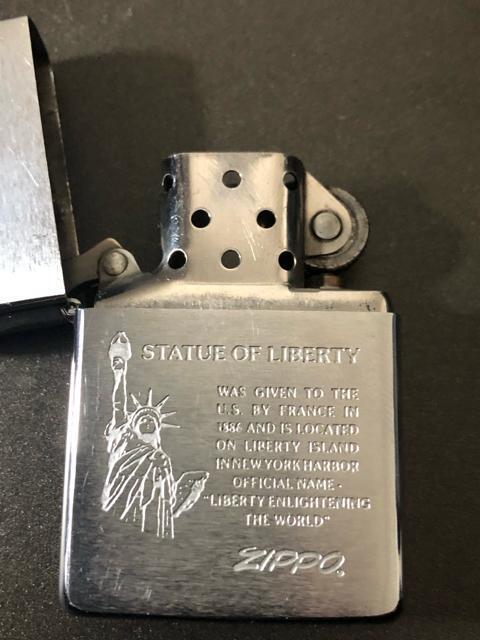 STATUE OF LIBERTY
WAS GIVEN TO THE
U.S. BY FRANCE IN
1886 AND IS LOCATED
ON LIBERTY ISLAND
IN NEW YORK HARBOR
OFFICIAL NAME -
"LIBERTY ENLIGHTENING
THE WORLD"
ZIPPO